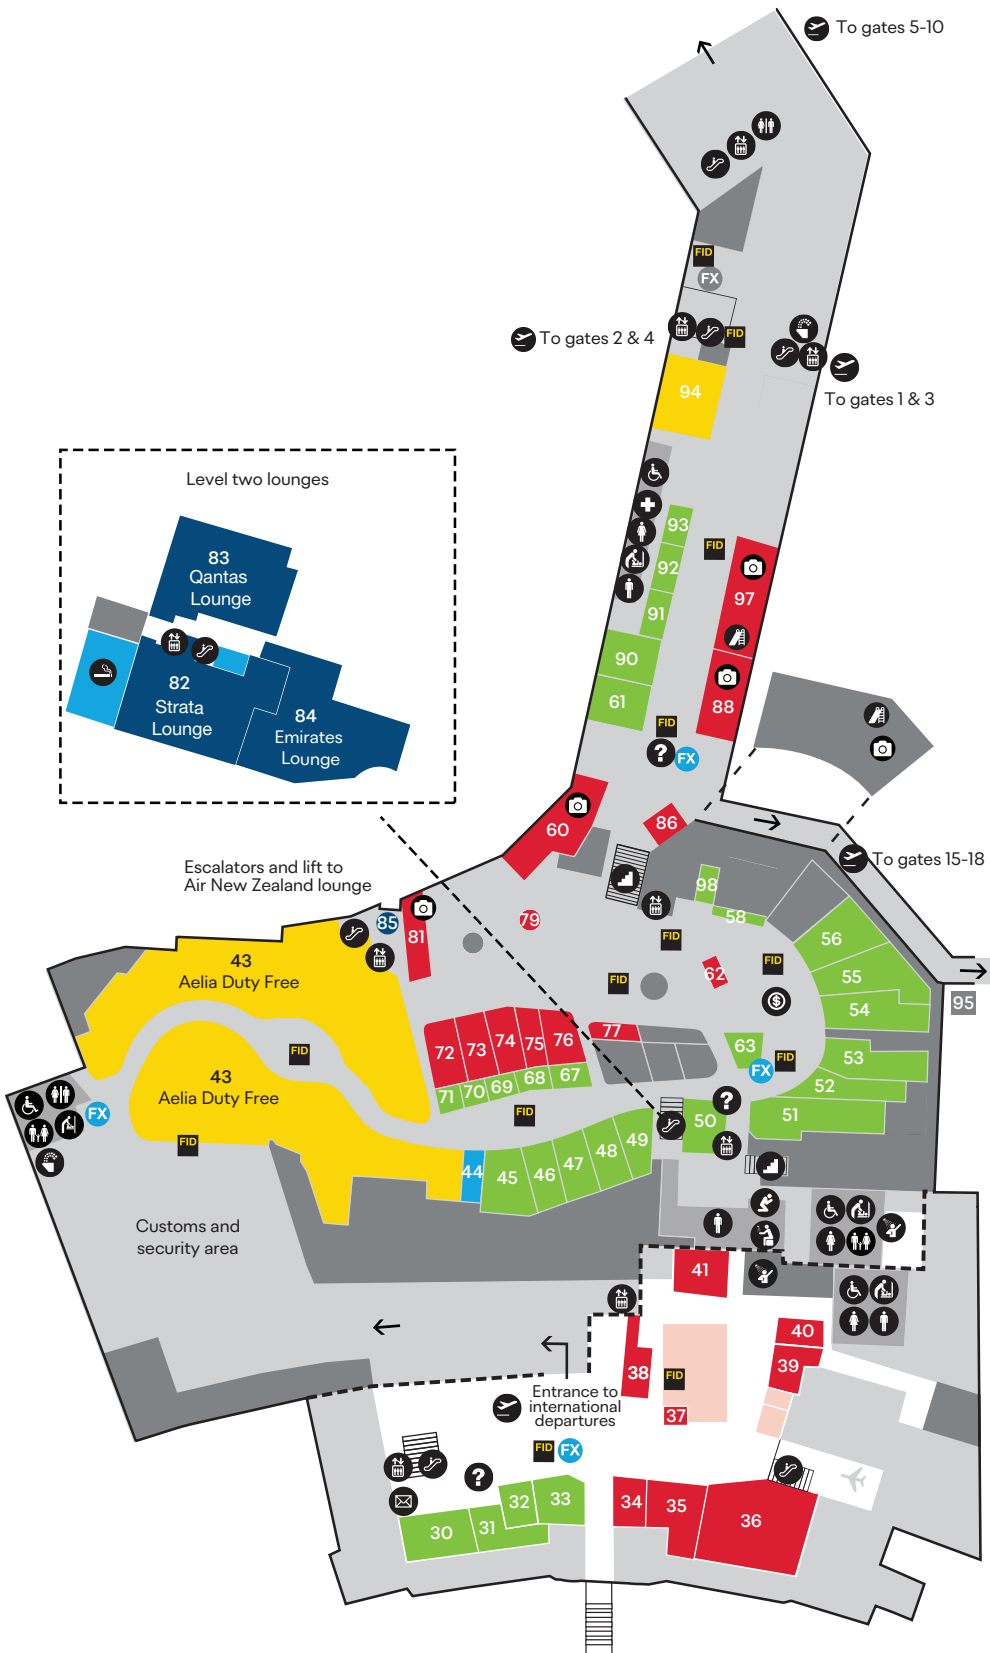 To gates 5-10
FID
FX
To gates 2 & 4
FID
To gates 1 & 3
94
Level two lounges
83
Qantas
Lounge
82
Strata
Lounge
84
Emirates
Lounge
93
FID
92
97
91
90
61
88
FID
?
FX
60
86
To gates 15-18
Escalators and lift to
Air New Zealand lounge
98
58
85
81
79
FID
56
43
Aelia Duty Free
62
FID
55
FID
$
95
54
72
73
74
75
76
77
63
FID
53
FID
FX
52
43
Aelia Duty Free
71
70
69
68
67
FX
FID
?
50
51
FID
44
45
46
47
48
49
Customs and
security area
41
40
39
38
FID
37
Entrance to
international
departures
FID
FX
?
30
31
32
33
34
35
36